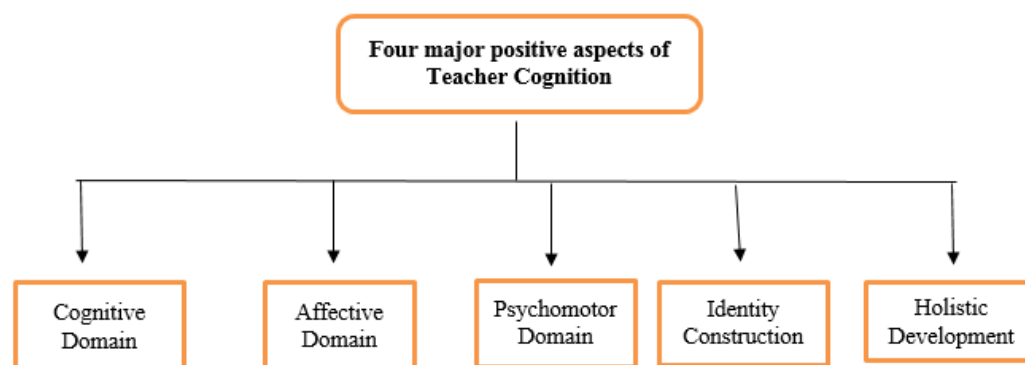 Four major positive aspects of
Teacher Cognition
Cognitive
Domain
Affective
Domain
Psychomotor
Domain
Identity
Construction
Holistic
Development